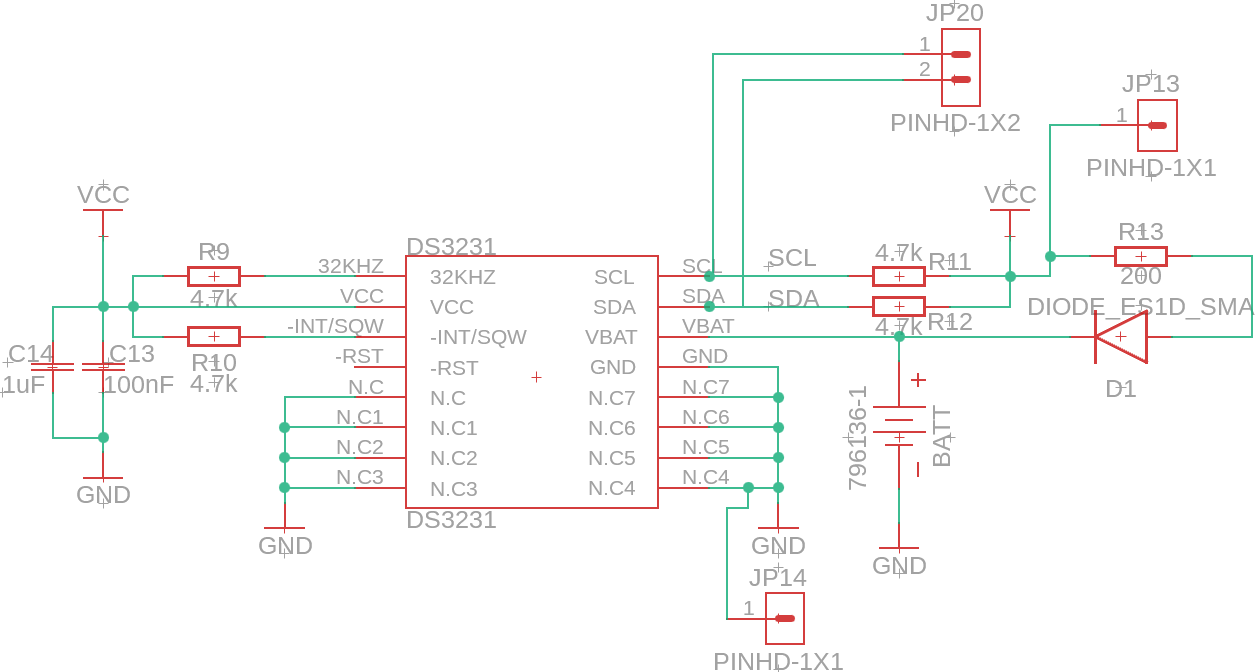 JP20
1
2
PINHD-1X2
JP13
1
PINHD-1X1
VCC
VCC
R9
4.7k
R10
4.7k
C14
1uF
C13
100nF
GND
DS3231
32KHZ
VCC
-INT/SQW
-RST
N.C
N.C1
N.C2
N.C3
32KHZ
VCC
-INT/SQW
-RST
N.C
N.C1
N.C2
N.C3
SCL
SDA
VBAT
GND
N.C7
N.C6
N.C5
N.C4
SCL
SDA
VBAT
GND
N.C7
N.C6
N.C5
N.C4
DS3231
GND
SCL
SDA
4.7k
R11
4.7k
R12
R13
200
DIODE_ES1D_SMA
D1
796136-1
BATT
GND
GND
JP14
1
PINHD-1X1